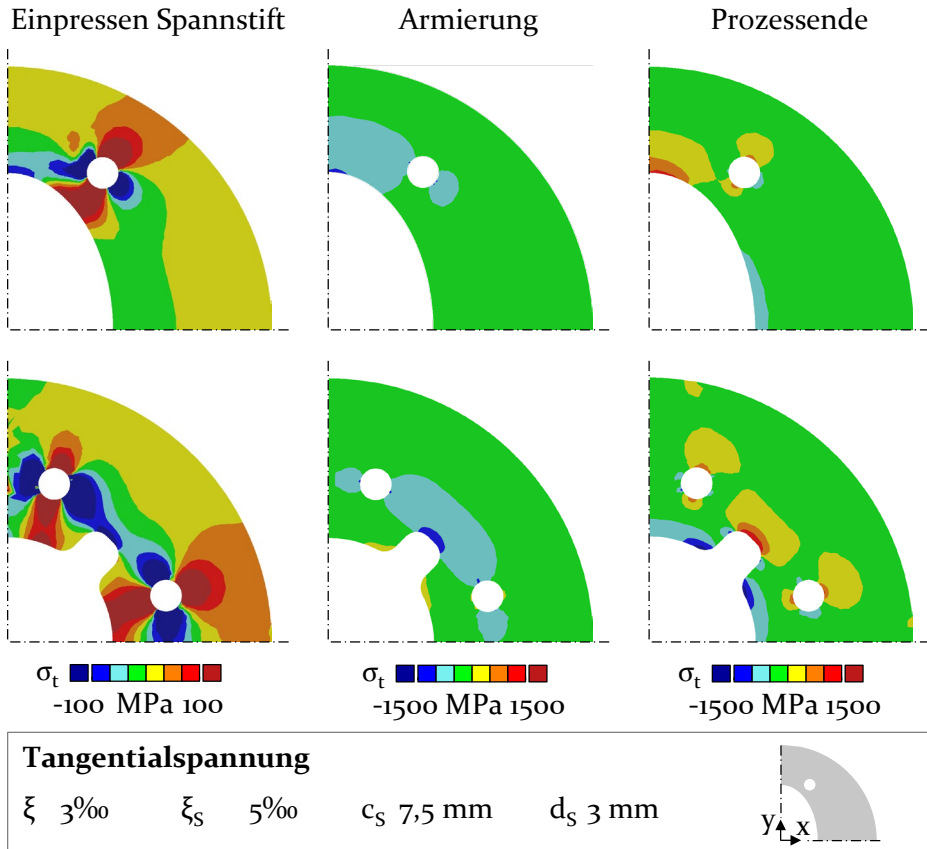 Einpressen Spannstift Armierung Prozessende
σt -100 MPa 100 σt -1500 MPa 1500 σt -1500 MPa 1500
Tangentialspannung
ξ 3‰ ξS 5‰ cS 7,5 mm dS 3 mm
y x